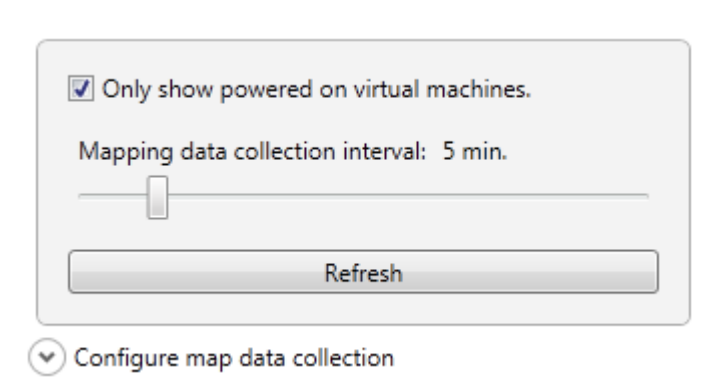 Only show powered on virtual machines.
Mapping data collection interval: 5 min.
Refresh
Configure map data collection